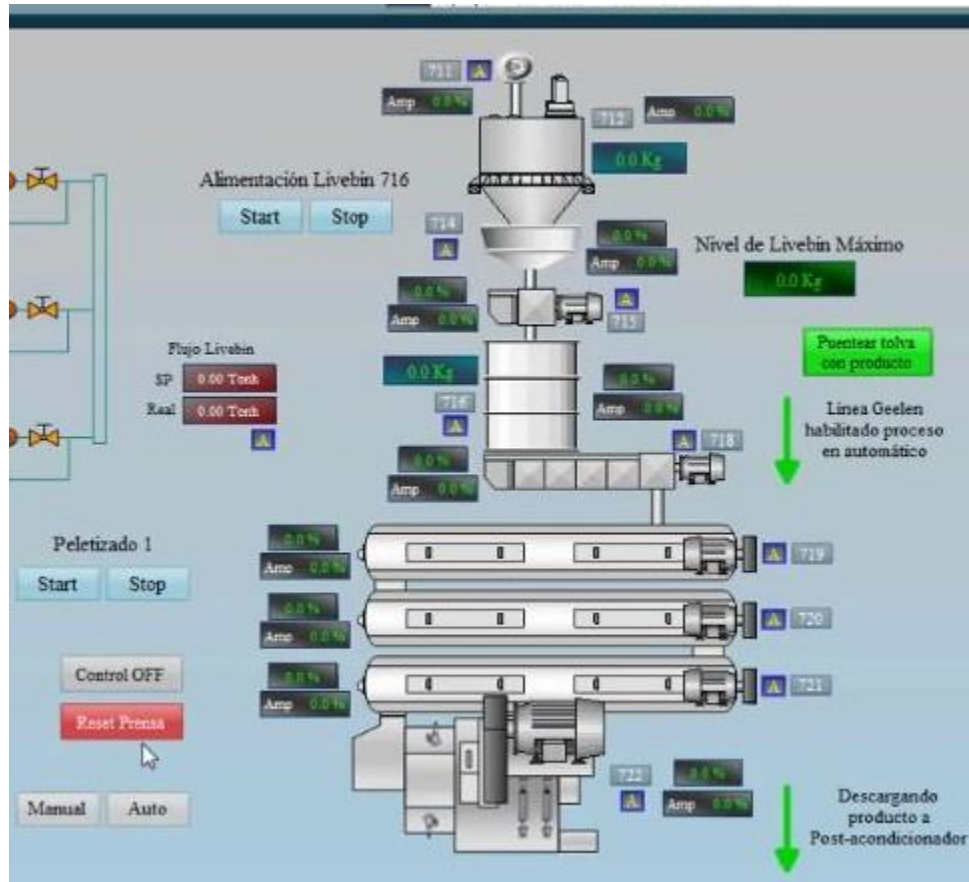 711
A
Amp 0.0 %
712
Amp 0.0 %
0.0 Kg
Alimentación Livebin 716
Start
Stop
714
A
0.0 %
Amp 0.0 %
Nivel de Livebin Máximo
0.0 Kg
0.0 %
Amp 0.0 %
A
715
Puentear tolva
con producto
Flujo Livebin
SP 0.00 Tonh
Real 0.00 Tonh
A
0.0 Kg
716
A
0.0 %
Amp 0.0 %
Linea Geelen
habilitado proceso
en automático
A 718
0.0 %
Amp 0.0 %
Peletizado 1
Start
Stop
0.0 %
Amp 0.0 %
A 719
0.0 %
Amp 0.0 %
A 720
Control OFF
0.0 %
Amp 0.0 %
A 721
Reset Prensa
Manual
Auto
722
A
0.0 %
Amp 0.0 %
Descargando
producto a
Post-acondicionador